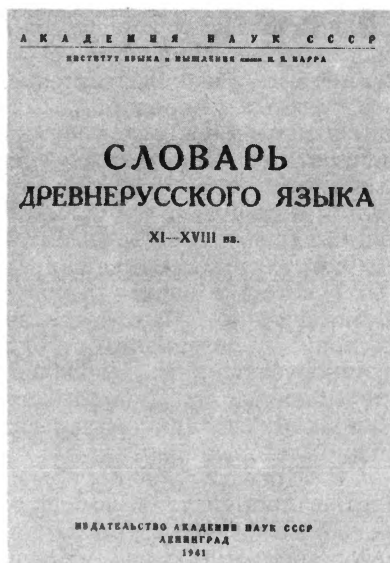 АКАДЕМИЯ НАУК СССР
ИНСТИТУТ ЯЗЫКА и МЫШЛЕНИЯ имени Н. Я. МАРРА
СЛОВАРЬ
ДРЕВНЕРУССКОГО ЯЗЫКА
XI—XVIII вв.
ИЗДАТЕЛЬСТВО АКАДЕМИИ НАУК СССР
ЛЕНИНГРАД
1941